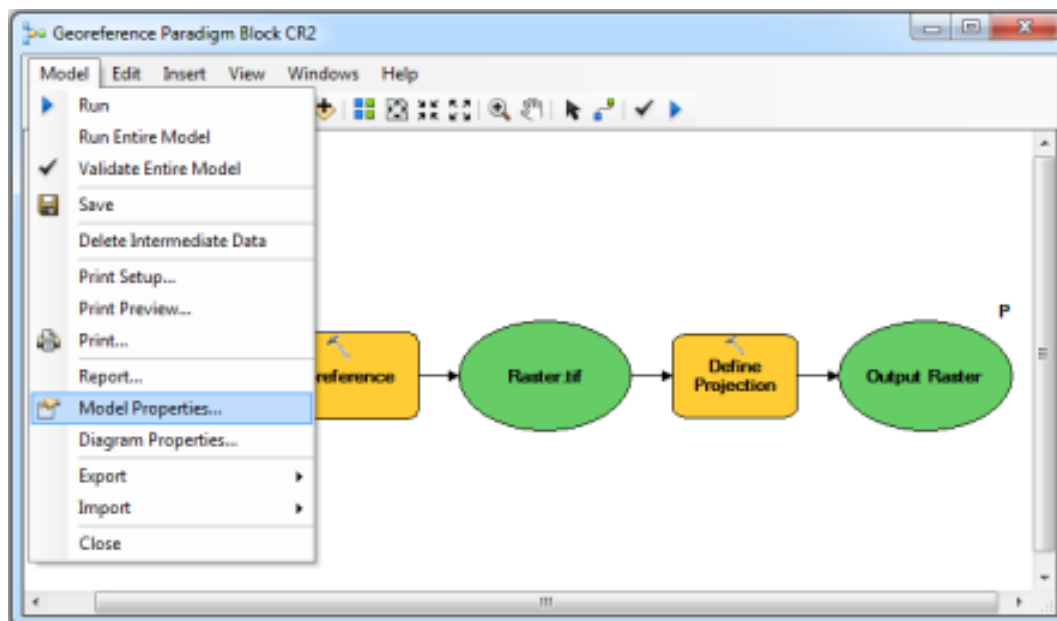 Georeference Paradigm Block CR2
Model Edit Insert View Windows Help
Run
Run Entire Model
Validate Entire Model
Save
Delete Intermediate Data
Print Setup...
Print Preview...
Print...
Report...
Model Properties...
Diagram Properties...
Export
Import
Close
reference
Raster.tif
Define
Projection
Output Raster
P